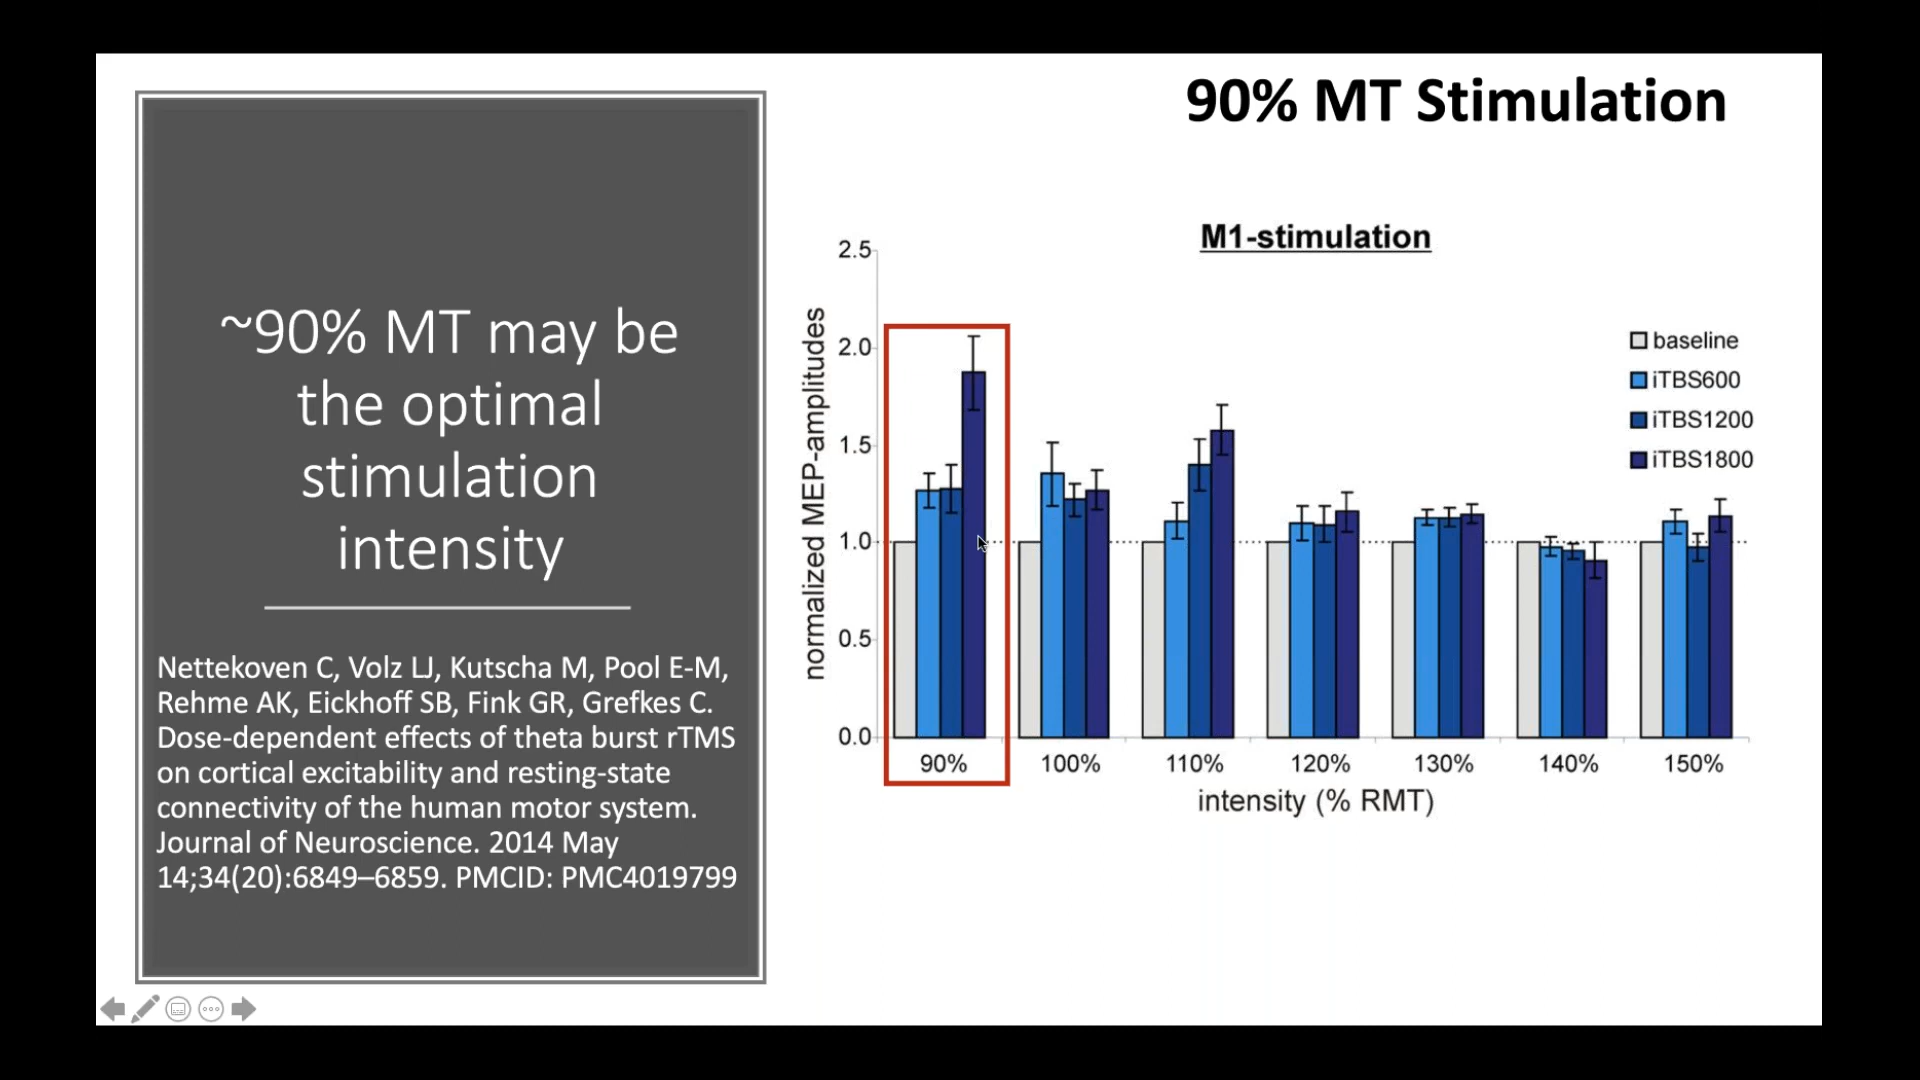 90% MT Stimulation
~90% MT may be
the optimal
stimulation
intensity
Nettekoven C, Volz LJ, Kutscha M, Pool E-M,
Rehme AK, Eickhoff SB, Fink GR, Grefkes C.
Dose-dependent effects of theta burst rTMS
on cortical excitability and resting-state
connectivity of the human motor system.
Journal of Neuroscience. 2014 May
14;34(20):6849–6859. PMCID: PMC4019799
M1-stimulation
normalized MEP-amplitudes
2.5
2.0
1.5
1.0
0.5
0.0
baseline
iTBS600
iTBS1200
iTBS1800
90% 100% 110% 120% 130% 140% 150%
intensity (% RMT)